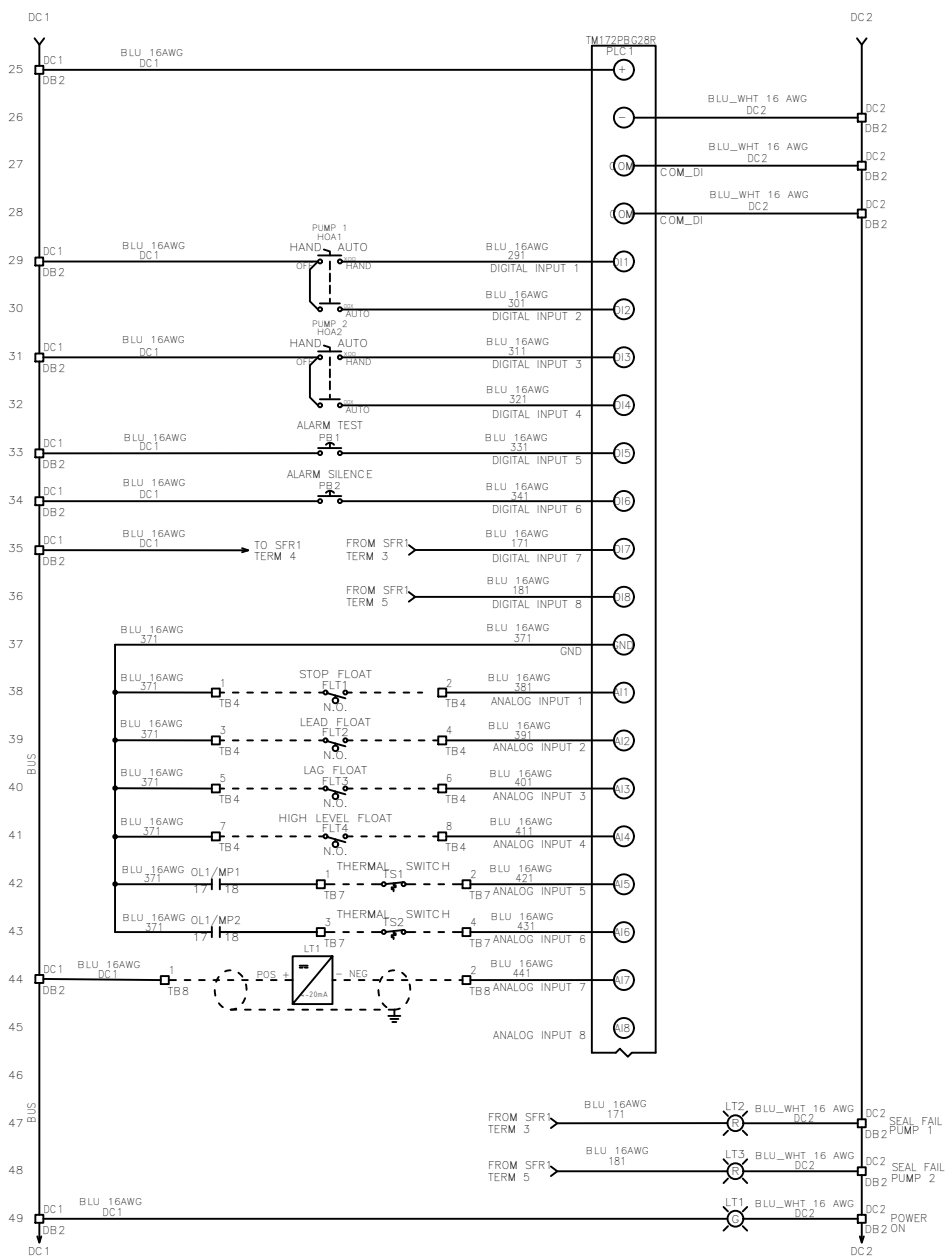 DC1
DC2
TM172PBG28R
PLC1
25
DC1
DB2
BLU 16AWG
DC1
+
26
−
BLU_WHT 16 AWG
DC2
DC2
DB2
27
COM
COM_DI
BLU_WHT 16 AWG
DC2
DC2
DB2
28
COM
COM_DI
BLU_WHT 16 AWG
DC2
DC2
DB2
PUMP 1
HOA1
HAND AUTO
29
DC1
DB2
BLU 16AWG
DC1
OFF
XOO
HAND
BLU 16AWG
291
DIGITAL INPUT 1
DI1
30
OOX
AUTO
BLU 16AWG
301
DIGITAL INPUT 2
DI2
PUMP 2
HOA2
HAND AUTO
31
DC1
DB2
BLU 16AWG
DC1
OFF
XOO
HAND
BLU 16AWG
311
DIGITAL INPUT 3
DI3
32
OOX
AUTO
BLU 16AWG
321
DIGITAL INPUT 4
DI4
33
DC1
DB2
BLU 16AWG
DC1
ALARM TEST
PB1
BLU 16AWG
331
DIGITAL INPUT 5
DI5
34
DC1
DB2
BLU 16AWG
DC1
ALARM SILENCE
PB2
BLU 16AWG
341
DIGITAL INPUT 6
DI6
35
DC1
DB2
BLU 16AWG
DC1
TO SFR1
TERM 4
FROM SFR1
TERM 3
BLU 16AWG
171
DIGITAL INPUT 7
DI7
36
FROM SFR1
TERM 5
BLU 16AWG
181
DIGITAL INPUT 8
DI8
37
BLU 16AWG
371
BLU 16AWG
371
GND
GND
38
BLU 16AWG
371
1
TB4
STOP FLOAT
FLT1
N.O.
2
TB4
BLU 16AWG
381
ANALOG INPUT 1
AI1
39
BLU 16AWG
371
3
TB4
LEAD FLOAT
FLT2
N.O.
4
TB4
BLU 16AWG
391
ANALOG INPUT 2
AI2
BUS
40
BLU 16AWG
371
5
TB4
LAG FLOAT
FLT3
N.O.
6
TB4
BLU 16AWG
401
ANALOG INPUT 3
AI3
41
BLU 16AWG
371
7
TB4
HIGH LEVEL FLOAT
FLT4
N.O.
8
TB4
BLU 16AWG
411
ANALOG INPUT 4
AI4
42
BLU 16AWG
371
OL1/MP1
17 18
1
TB7
THERMAL SWITCH
TS1
2
TB7
BLU 16AWG
421
ANALOG INPUT 5
AI5
43
BLU 16AWG
371
OL1/MP2
17 18
3
TB7
THERMAL SWITCH
TS2
4
TB7
BLU 16AWG
431
ANALOG INPUT 6
AI6
44
DC1
DB2
BLU 16AWG
DC1
1
TB8
POS +
LT1
4-20mA
− NEG
2
TB8
BLU 16AWG
441
ANALOG INPUT 7
AI7
45
ANALOG INPUT 8
AI8
46
BUS
47
FROM SFR1
TERM 3
BLU 16AWG
171
LT2
R
BLU_WHT 16 AWG
DC2
DC2
DB2
SEAL FAIL
PUMP 1
48
FROM SFR1
TERM 5
BLU 16AWG
181
LT3
R
BLU_WHT 16 AWG
DC2
DC2
DB2
SEAL FAIL
PUMP 2
49
DC1
DB2
BLU 16AWG
DC1
LT1
G
BLU_WHT 16 AWG
DC2
DC2
DB2
POWER
ON
DC1
DC2